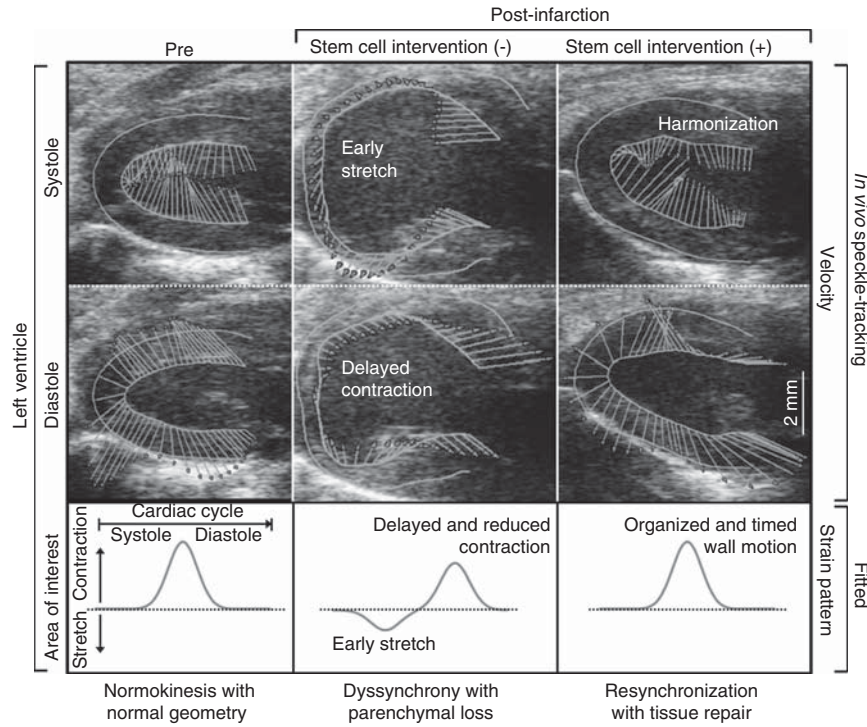 Post-infarction
Pre
Stem cell intervention (-)
Stem cell intervention (+)
Left ventricle
Systole
Early
stretch
Harmonization
Diastole
Delayed
contraction
2 mm
Velocity
In vivo speckle-tracking
Area of interest
Stretch
Contraction
Cardiac cycle
Systole
Diastole
Delayed and reduced
contraction
Early stretch
Organized and timed
wall motion
Strain pattern
Fitted
Normokinesis with
normal geometry
Dyssynchrony with
parenchymal loss
Resynchronization
with tissue repair